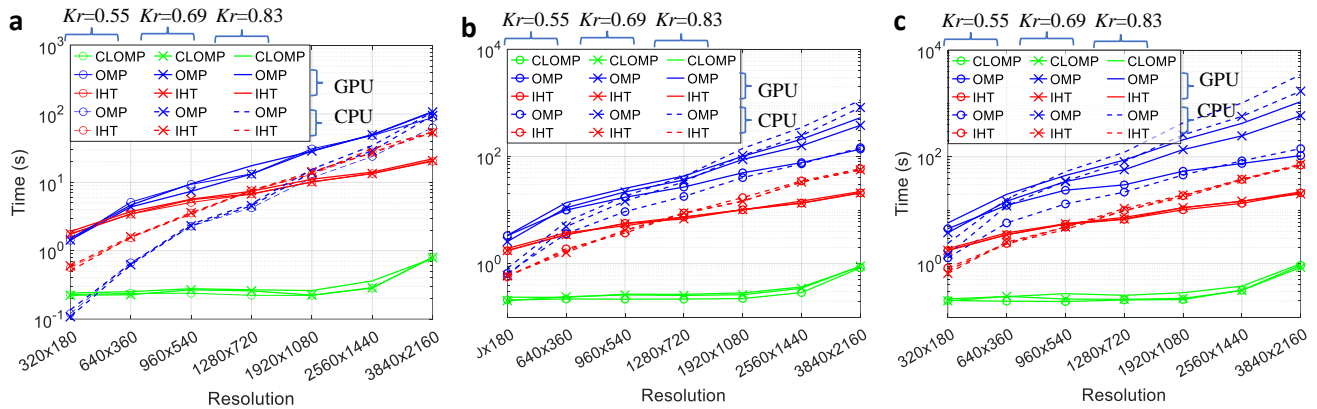 a
Kr=0.55 Kr=0.69 Kr=0.83
10³
10²
10¹
10⁰
10⁻¹
Time (s)
CLOMP CLOMP CLOMP
OMP OMP OMP
IHT IHT IHT
OMP OMP OMP
IHT IHT IHT
GPU
CPU
320x180 640x360 960x540 1280x720 1920x1080 2560x1440 3840x2160
Resolution
b
Kr=0.55 Kr=0.69 Kr=0.83
10⁴
10²
10⁰
CLOMP CLOMP CLOMP
OMP OMP OMP
IHT IHT IHT
OMP OMP OMP
IHT IHT IHT
GPU
CPU
0x180 640x360 960x540 1280x720 1920x1080 2560x1440 3840x2160
Resolution
c
Kr=0.55 Kr=0.69 Kr=0.83
10⁴
10²
10⁰
Time (s)
CLOMP CLOMP CLOMP
OMP OMP OMP
IHT IHT IHT
OMP OMP OMP
IHT IHT IHT
GPU
CPU
320x180 640x360 960x540 1280x720 1920x1080 2560x1440 3840x2160
Resolution